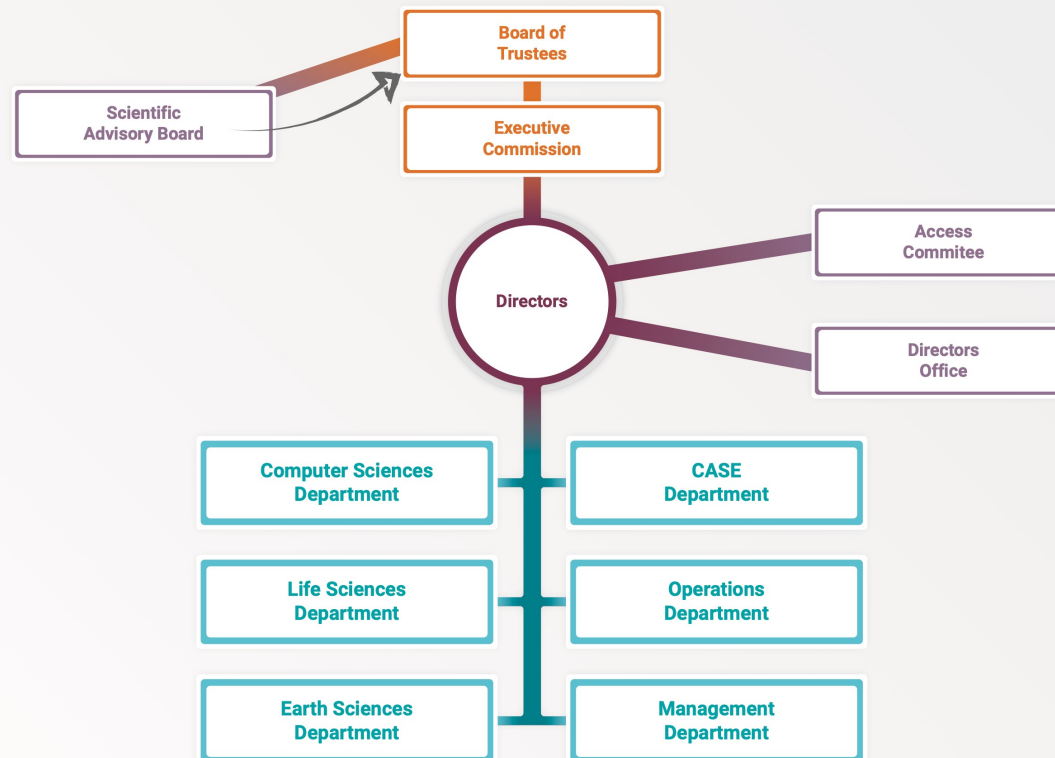 Board of
Trustees
Scientific
Advisory Board
Executive
Commission
Access
Commitee
Directors
Directors
Office
Computer Sciences
Department
CASE
Department
Life Sciences
Department
Operations
Department
Earth Sciences
Department
Management
Department